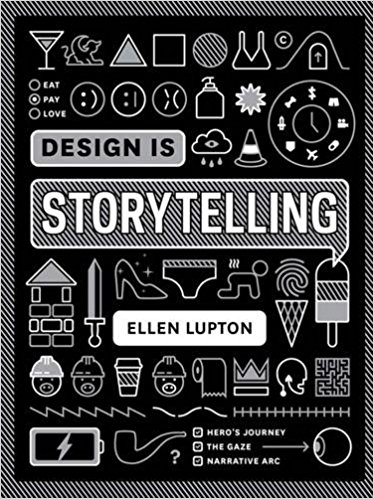 ©
EAT
PAY
LOVE
:)
:|
:(
DESIGN IS
STORYTELLING
ELLEN LUPTON
?
HERO'S JOURNEY
THE GAZE
NARRATIVE ARC